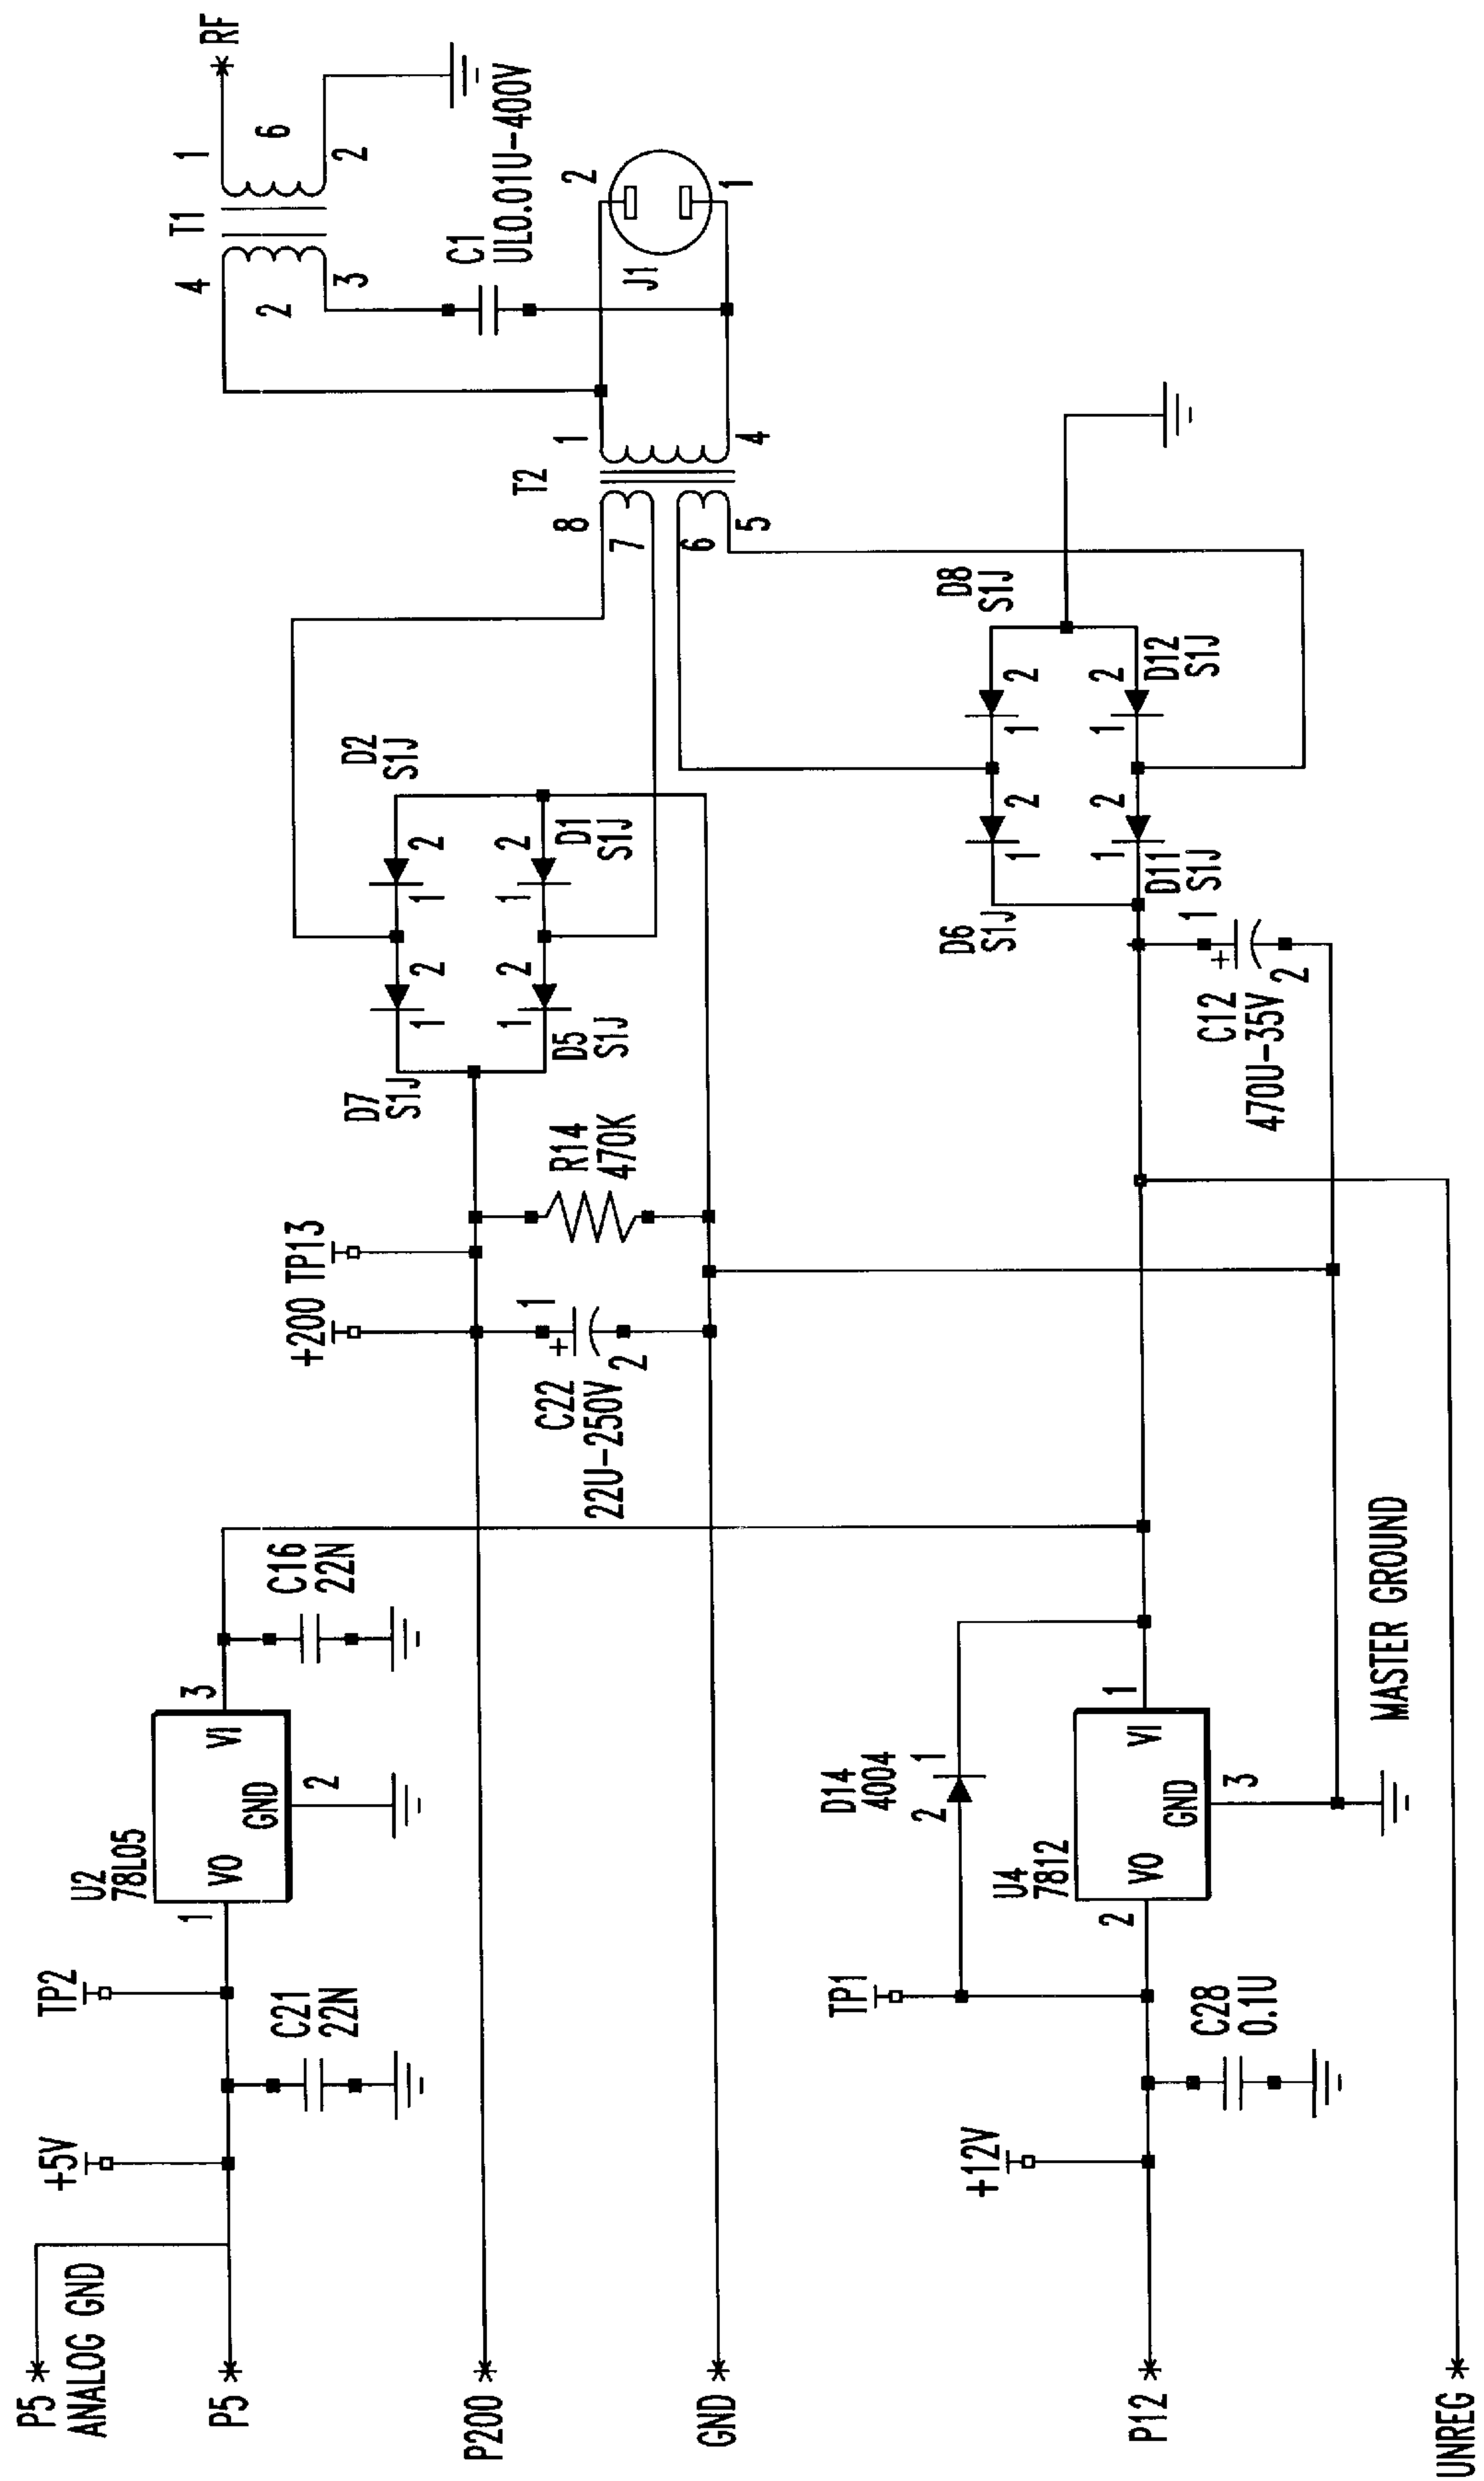 P5
ANALOG GND
P5
P200
GND
P12
UNREG
+5V
TP2
C21
22N
U2
78L05
1
VO
GND
VI
2
3
C16
22N
+12V
TP1
C28
0.1U
U4
7812
2
VO
GND
VI
3
1
D14
4004
2
1
MASTER GROUND
+200
TP13
C22
22U-250V
1
+
2
R14
470K
D7
S1J
1
2
D5
S1J
1
2
D2
S1J
1
2
D1
S1J
1
2
C12
470U-35V
1
+
2
D6
S1J
1
2
D11
S1J
1
2
D8
S1J
1
2
D12
S1J
1
2
T2
8
7
6
5
1
4
T1
4
2
3
1
6
2
RF
C1
UL0.01U-400V
J1
2
1